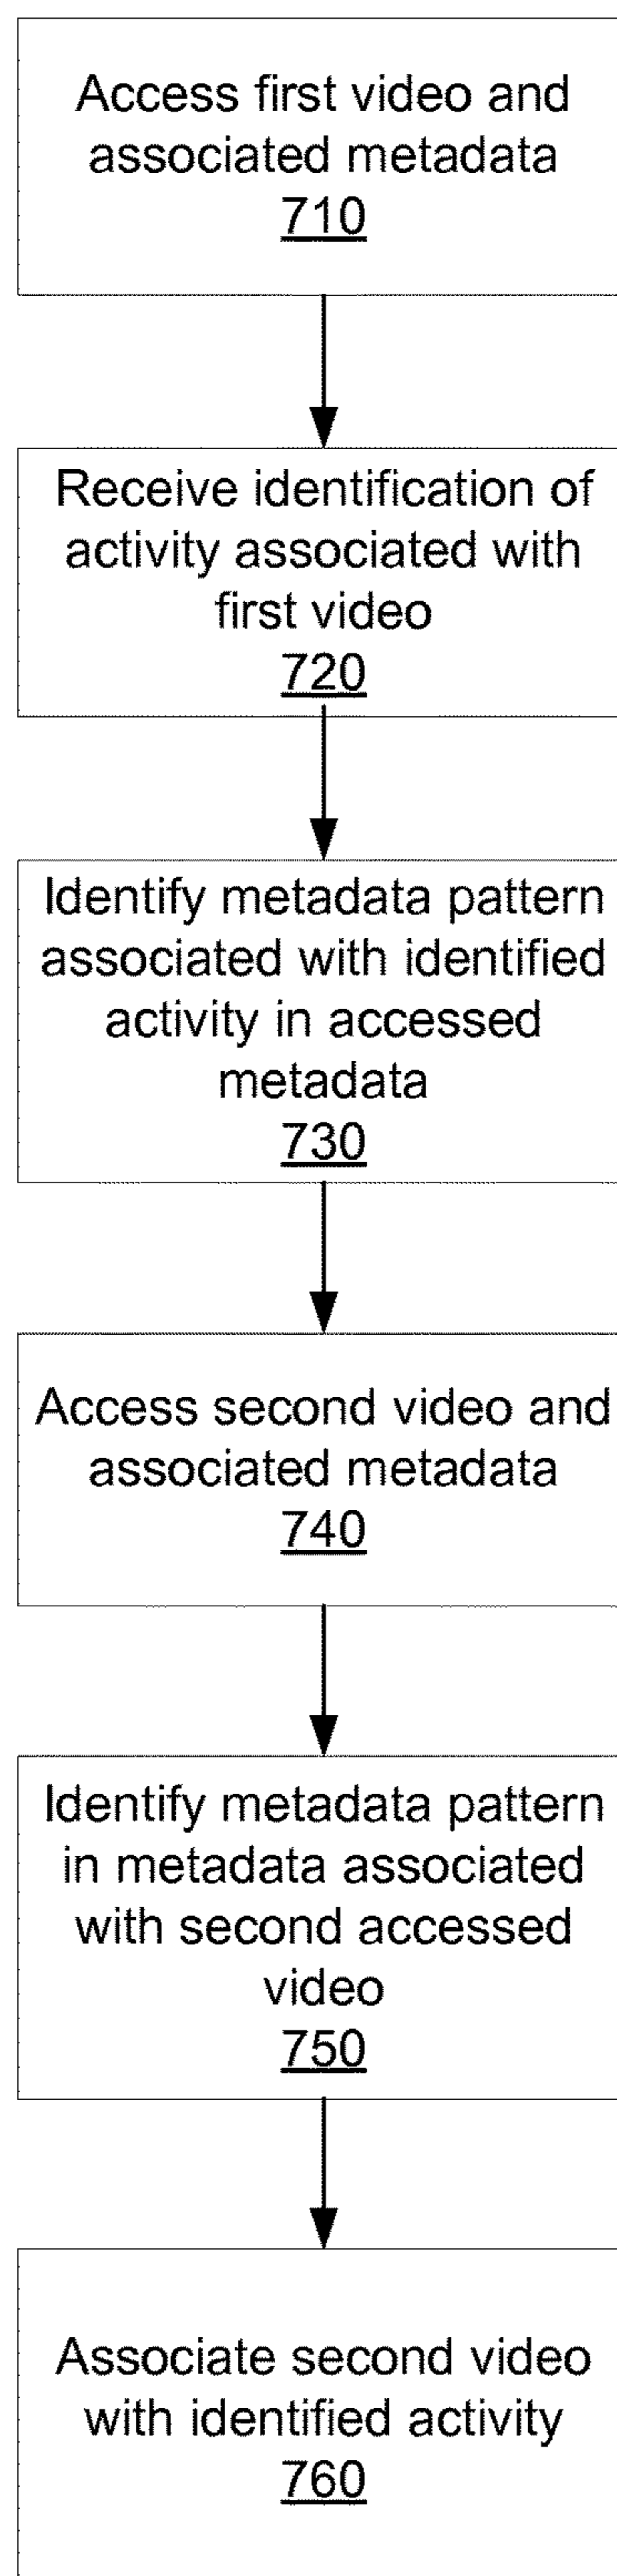 Access first video and
associated metadata
710
Receive identification of
activity associated with
first video
720
Identify metadata pattern
associated with identified
activity in accessed
metadata
730
Access second video and
associated metadata
740
Identify metadata pattern
in metadata associated
with second accessed
video
750
Associate second video
with identified activity
760